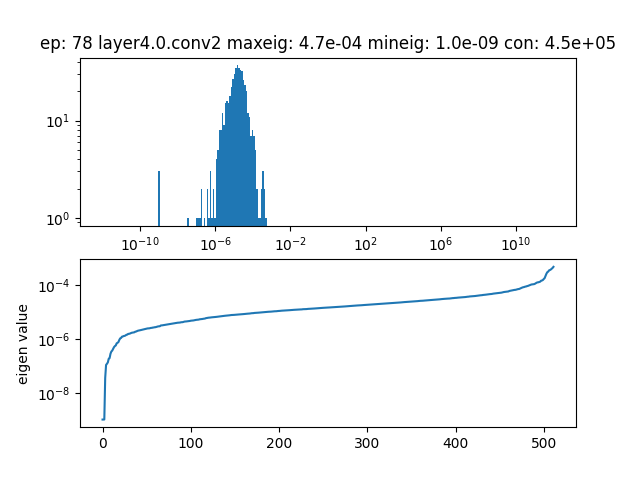 ep: 78 layer4.0.conv2 maxeig: 4.7e-04 mineig: 1.0e-09 con: 4.5e+05
10¹
10⁰
10⁻¹⁰ 10⁻⁶ 10⁻² 10² 10⁶ 10¹⁰
10⁻⁴
10⁻⁶
10⁻⁸
eigen value
0 100 200 300 400 500